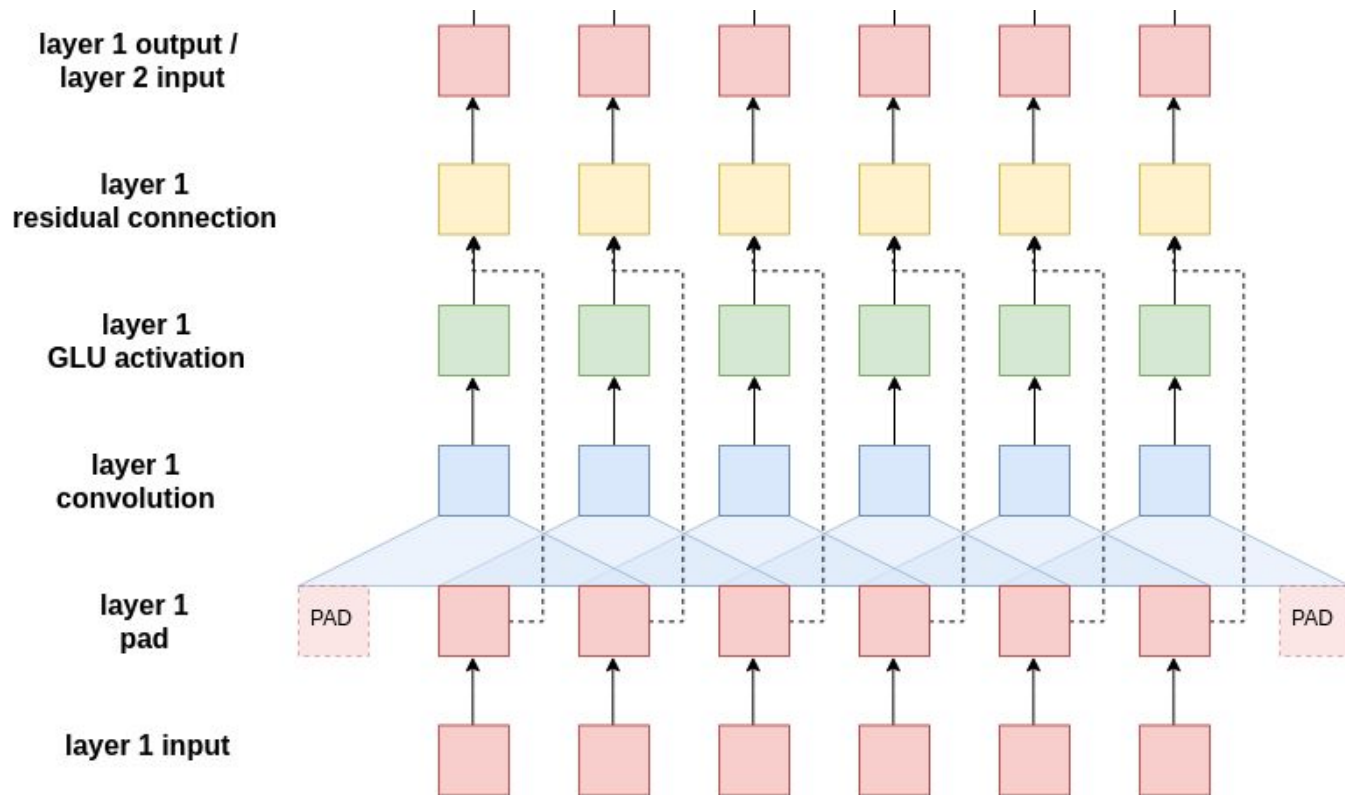 layer 1 output /
layer 2 input
layer 1
residual connection
layer 1
GLU activation
layer 1
convolution
layer 1
pad
PAD
PAD
layer 1 input